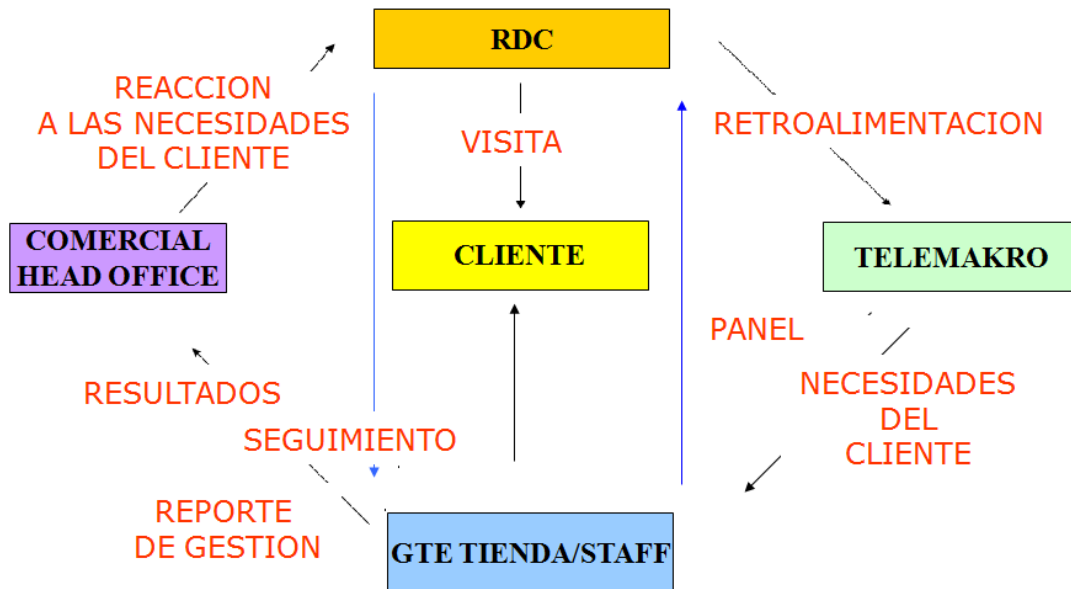 RDC
REACCION
A LAS NECESIDADES
DEL CLIENTE
VISITA
RETROALIMENTACION
COMERCIAL
HEAD OFFICE
CLIENTE
TELEMAKRO
PANEL
RESULTADOS
NECESIDADES
DEL
CLIENTE
SEGUIMIENTO
REPORTE
DE GESTION
GTE TIENDA/STAFF